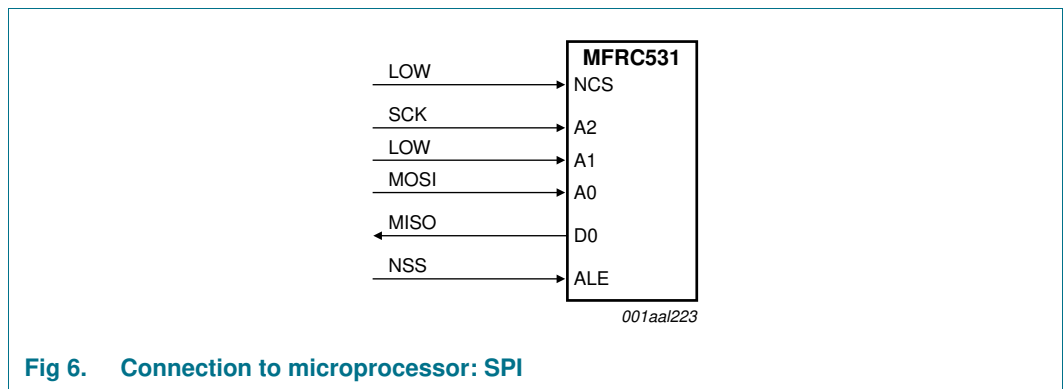 MFRC531
LOW
NCS
SCK
A2
LOW
A1
MOSI
A0
MISO
D0
NSS
ALE
001aal223
Fig 6. Connection to microprocessor: SPI